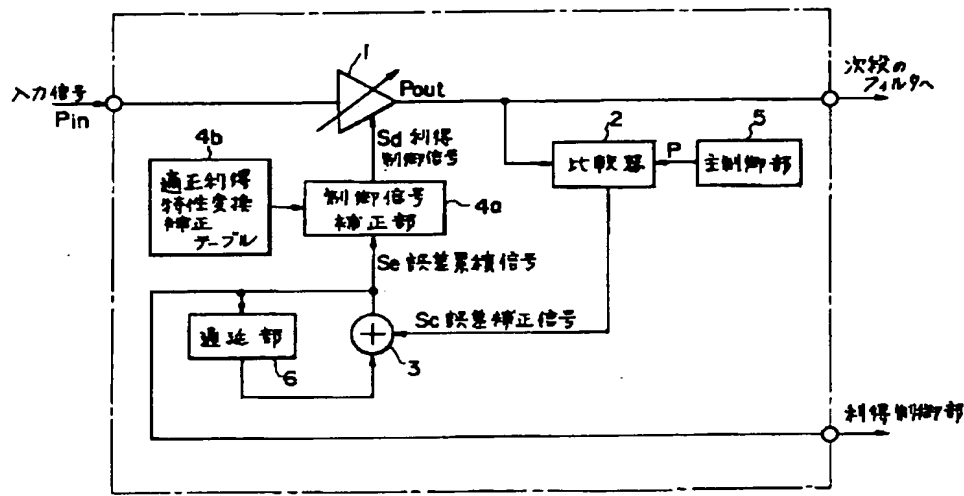 1
入力信号
Pin
Pout
次段の
フィルタへ
2
5
4b
Sd 利得
制御信号
比較器
P
主制御部
適正利得
特性変換
補正
テーブル
制御信号
補正部
4a
Se 誤差累積信号
Sc 誤差補正信号
遅延部
6
+
3
利得制御部